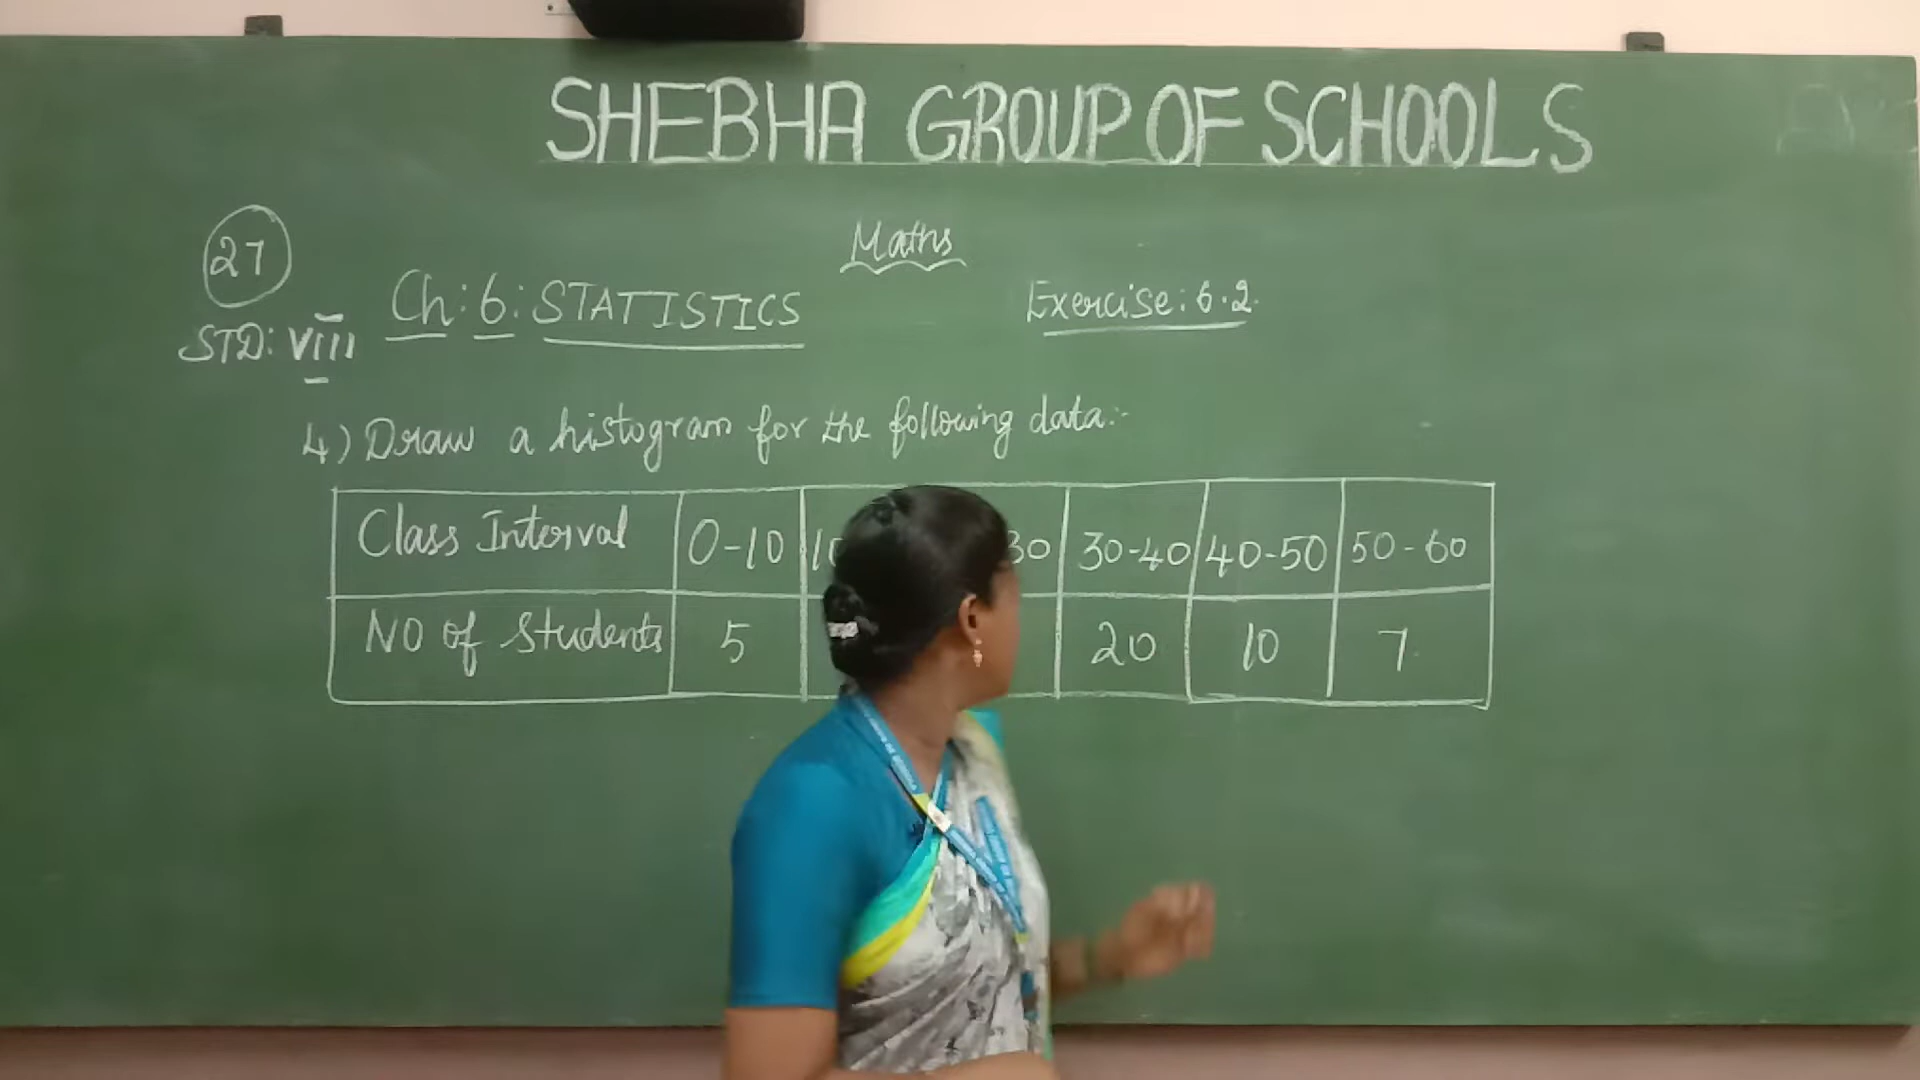 SHEBHA GROUP OF SCHOOLS
27
Maths
Ch: 6: STATISTICS
Exercise: 6.2.
STD: VIII
4) Draw a histogram for the following data:-
Class Interval 0-10 30 30-40 40-50 50-60
NO of Students 5 20 10 7